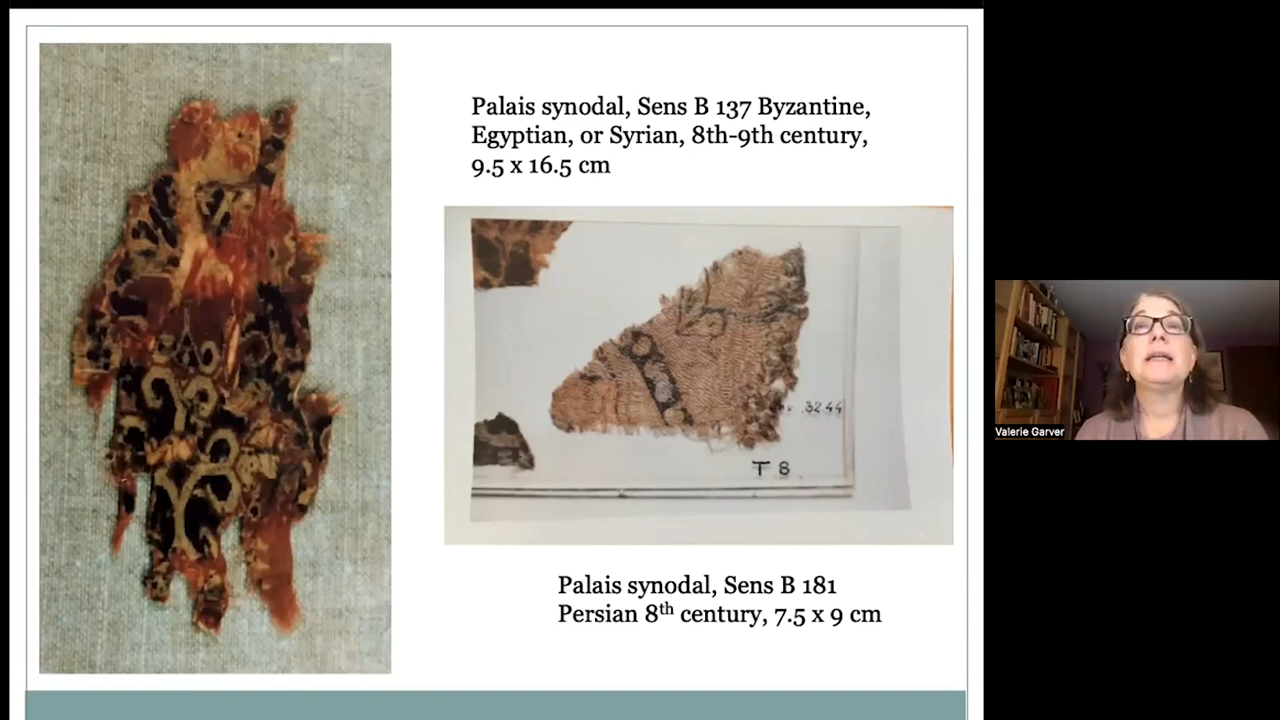 Palais synodal, Sens B 137 Byzantine,
Egyptian, or Syrian, 8th-9th century,
9.5 x 16.5 cm
3244
T 8
Palais synodal, Sens B 181
Persian 8th century, 7.5 x 9 cm
Valerie Garver